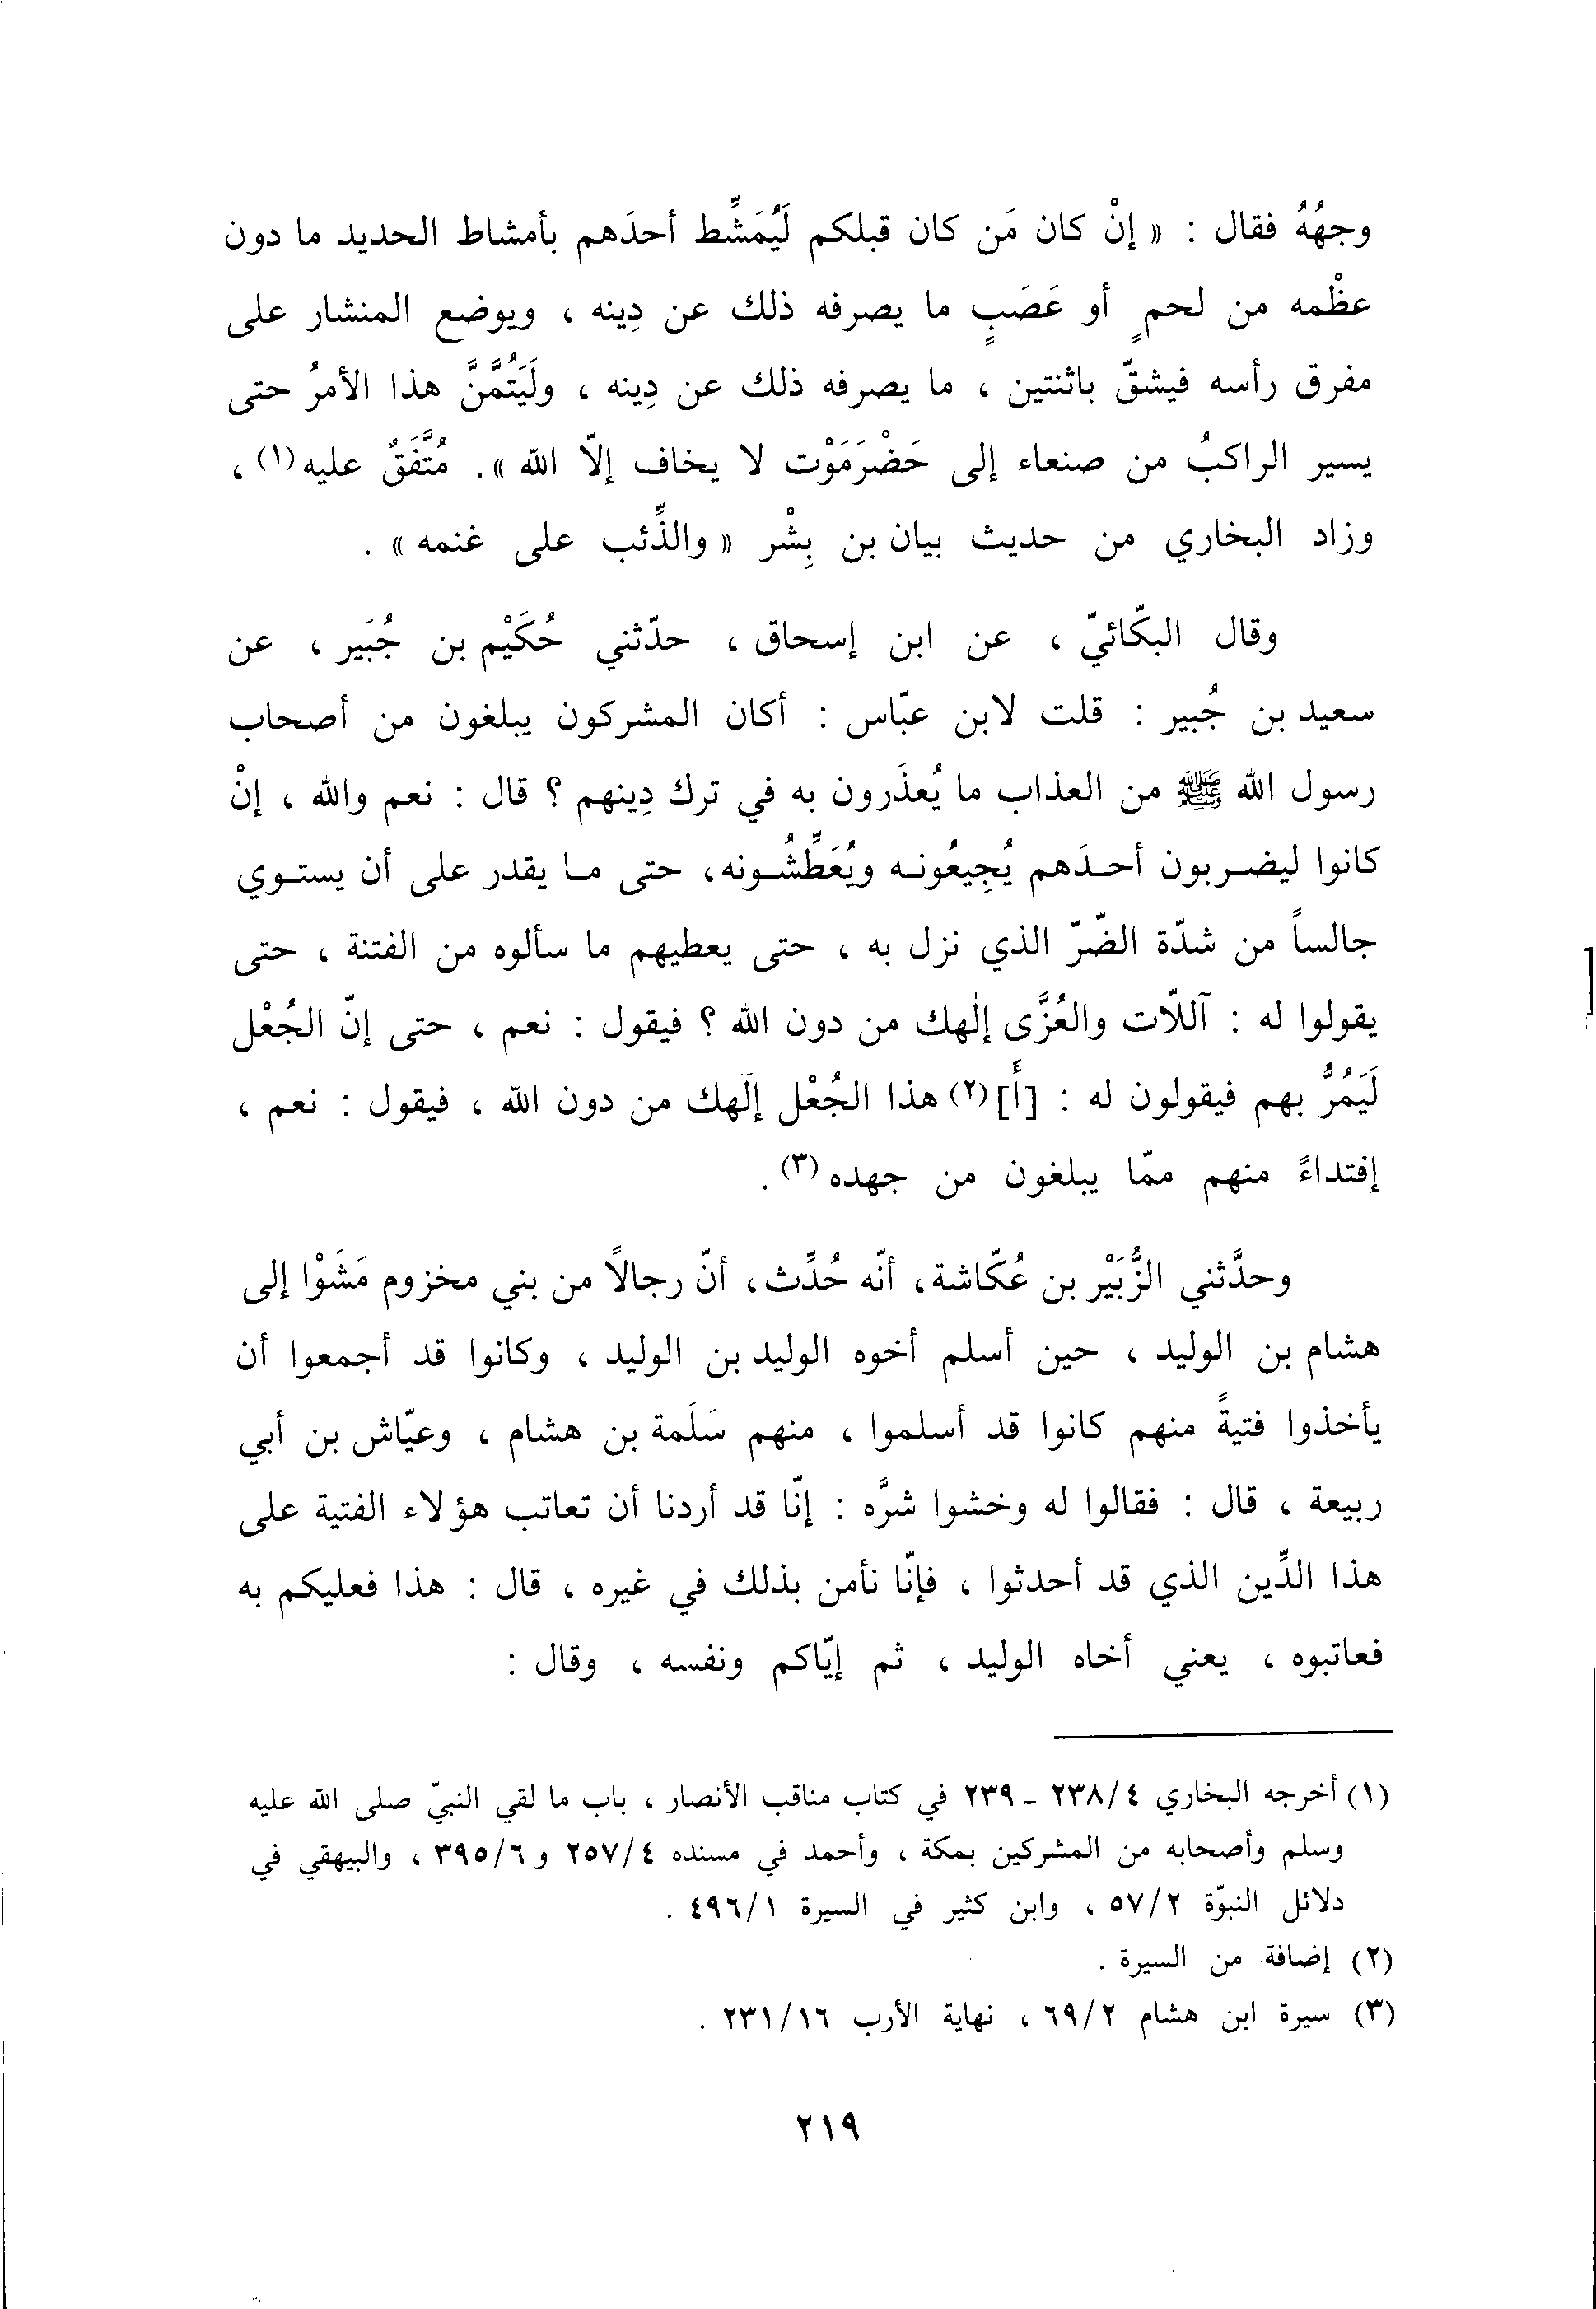 وجهُهُ فقال : « إنْ كان مَن كان قبلكم لَيُمَشِّط أحدَهم بأمشاط الحديد ما دون
عظْمه من لحمٍ أو عَصَبٍ ما يصرفه ذلك عن دِينه ، ويوضع المنشار على
مفرق رأسه فيشقّ باثنتين ، ما يصرفه ذلك عن دِينه ، ولَيَتُمَّنَّ هذا الأمرُ حتى
يسير الراكبُ من صنعاء إلى حَضْرَمَوْت لا يخاف إلّا الله ». مُتَّفَقٌ عليه(١) ،
وزاد البخاري من حديث بيان بن بِشْر « والذِّئب على غنمه » .
وقال البكّائيّ ، عن ابن إسحاق ، حدّثني حُكَيْم بن جُبَير ، عن
سعيد بن جُبير : قلت لابن عبّاس : أكان المشركون يبلغون من أصحاب
رسول الله ﷺ من العذاب ما يُعذَرون به في ترك دِينهم ؟ قال : نعم والله ، إنْ
كانوا ليضربون أحدَهم يُجِيعُونه ويُعَطِّشُونه، حتى ما يقدر على أن يستوي
جالساً من شدّة الضّرّ الذي نزل به ، حتى يعطيهم ما سألوه من الفتنة ، حتى
يقولوا له : آللّات والعُزَّى إلٰهك من دون الله ؟ فيقول : نعم ، حتى إنّ الجُعْل
لَيَمُرُّ بهم فيقولون له : [أَ](٢) هذا الجُعْل إلٰهك من دون الله ، فيقول : نعم ،
إفتداءً منهم ممّا يبلغون من جهده(٣) .
وحدَّثني الزُّبَيْر بن عُكّاشة، أنّه حُدِّث، أنّ رجالاً من بني مخزوم مَشَوْا إلى
هشام بن الوليد ، حين أسلم أخوه الوليد بن الوليد ، وكانوا قد أجمعوا أن
يأخذوا فتيةً منهم كانوا قد أسلموا ، منهم سَلَمة بن هشام ، وعيّاش بن أبي
ربيعة ، قال : فقالوا له وخشوا شرَّه : إنّا قد أردنا أن تعاتب هؤلاء الفتية على
هذا الدِّين الذي قد أحدثوا ، فإنّا نأمن بذلك في غيره ، قال : هذا فعليكم به
فعاتبوه ، يعني أخاه الوليد ، ثم إيّاكم ونفسه ، وقال :
(١) أخرجه البخاري ٢٣٨/٤ ـ ٢٣٩ في كتاب مناقب الأنصار ، باب ما لقي النبيّ صلى الله عليه
وسلم وأصحابه من المشركين بمكة ، وأحمد في مسنده ٢٥٧/٤ و ٣٩٥/٦ ، والبيهقي في
دلائل النبوّة ٥٧/٢ ، وابن كثير في السيرة ٤٩٦/١ .
(٢) إضافة من السيرة .
(٣) سيرة ابن هشام ٦٩/٢ ، نهاية الأرب ٢٣١/١٦ .
٢١٩